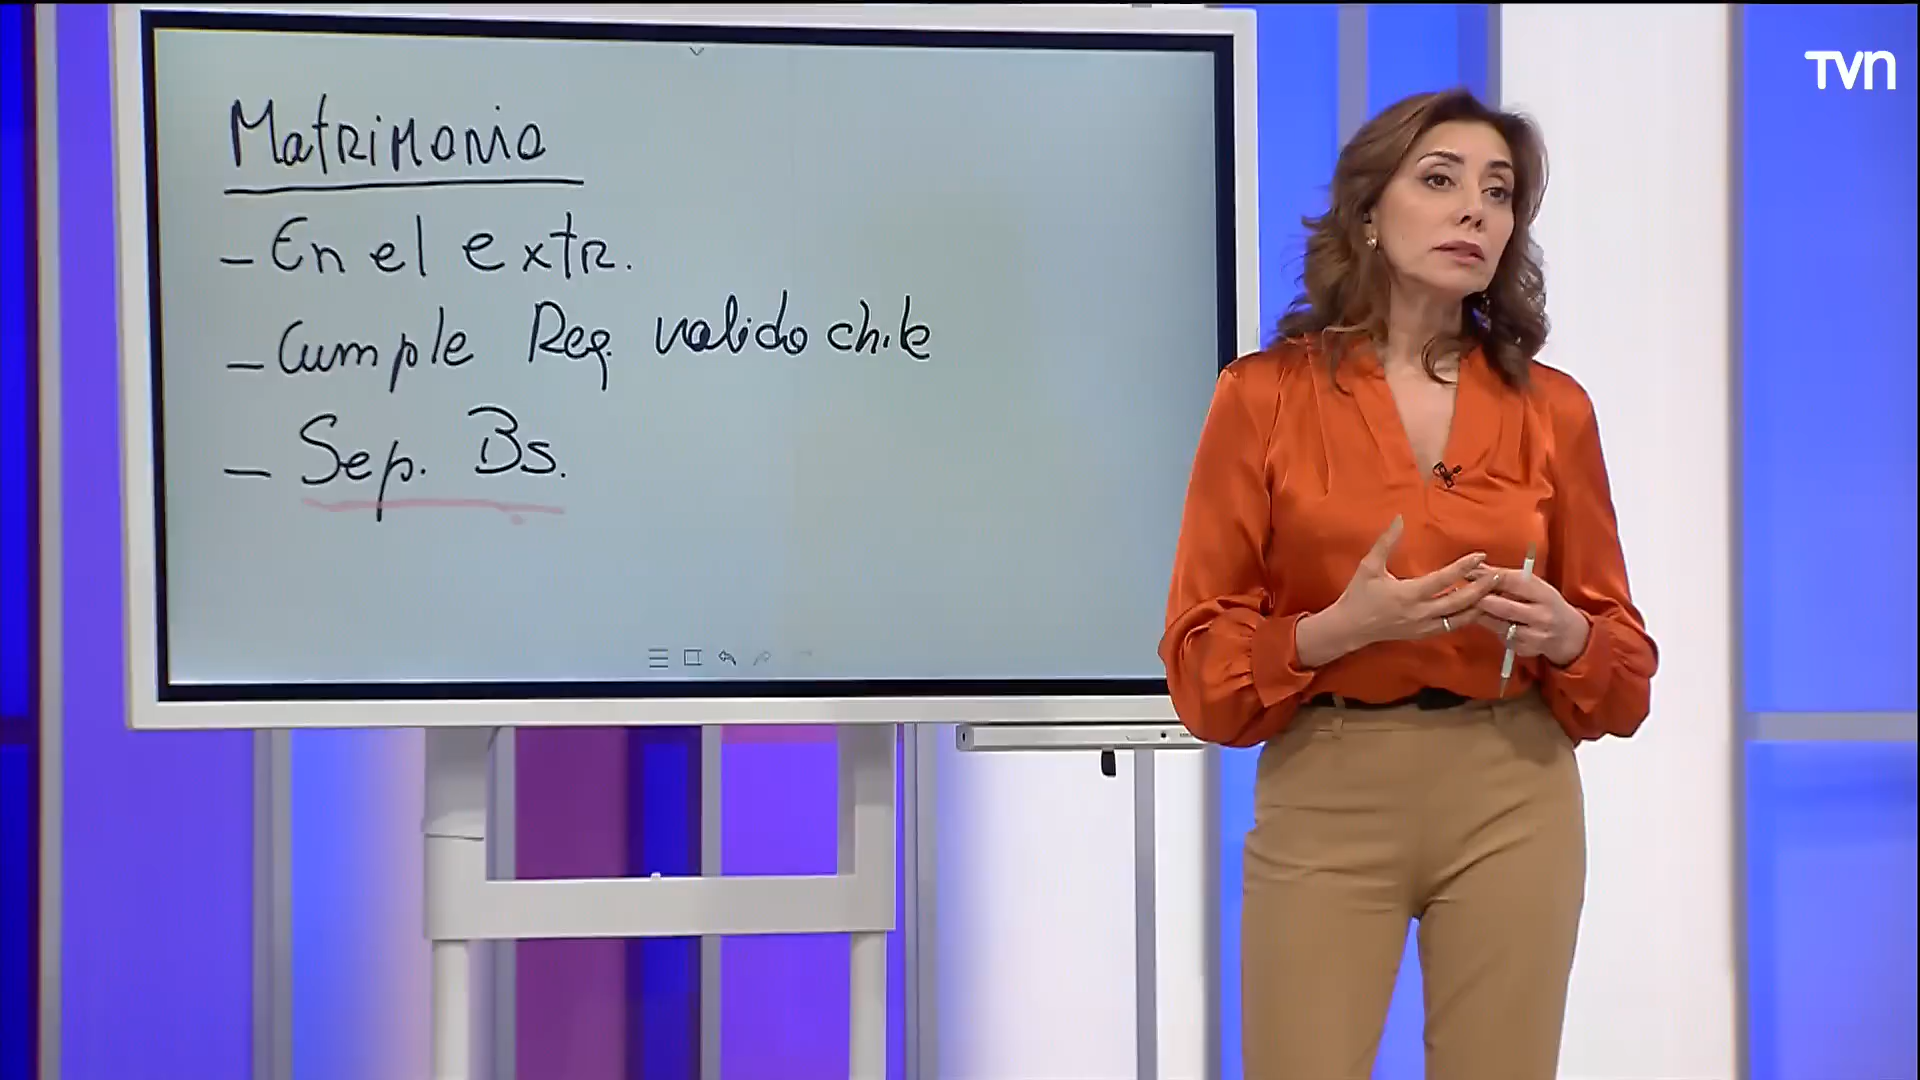 TVN
Matrimonio
- En el extr.
- Cumple Req. valido chile
- Sep. Bs.